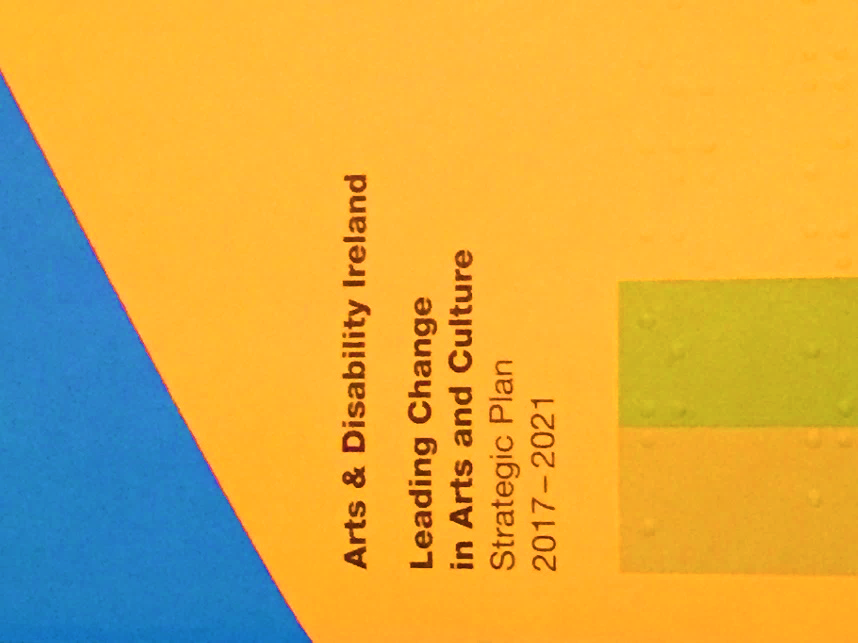 Arts & Disability Ireland
Leading Change
in Arts and Culture
Strategic Plan
2017–2021